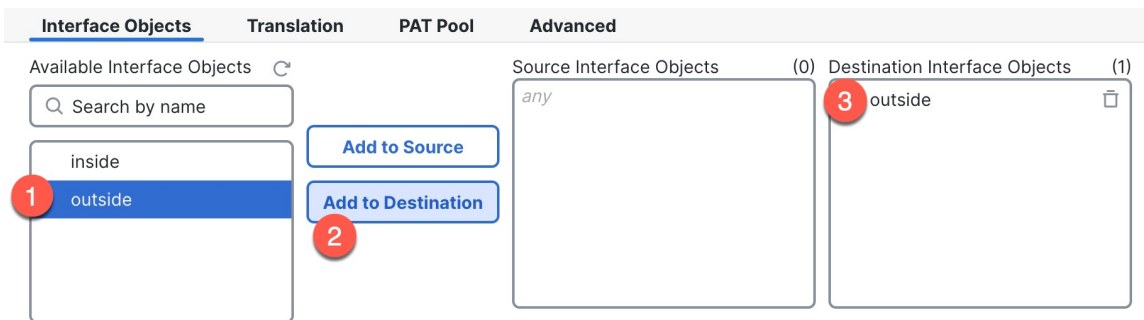 Interface Objects Translation PAT Pool Advanced
Available Interface Objects Source Interface Objects (0) Destination Interface Objects (1)
Search by name any 3 outside
Add to Source
inside
1 outside Add to Destination
2